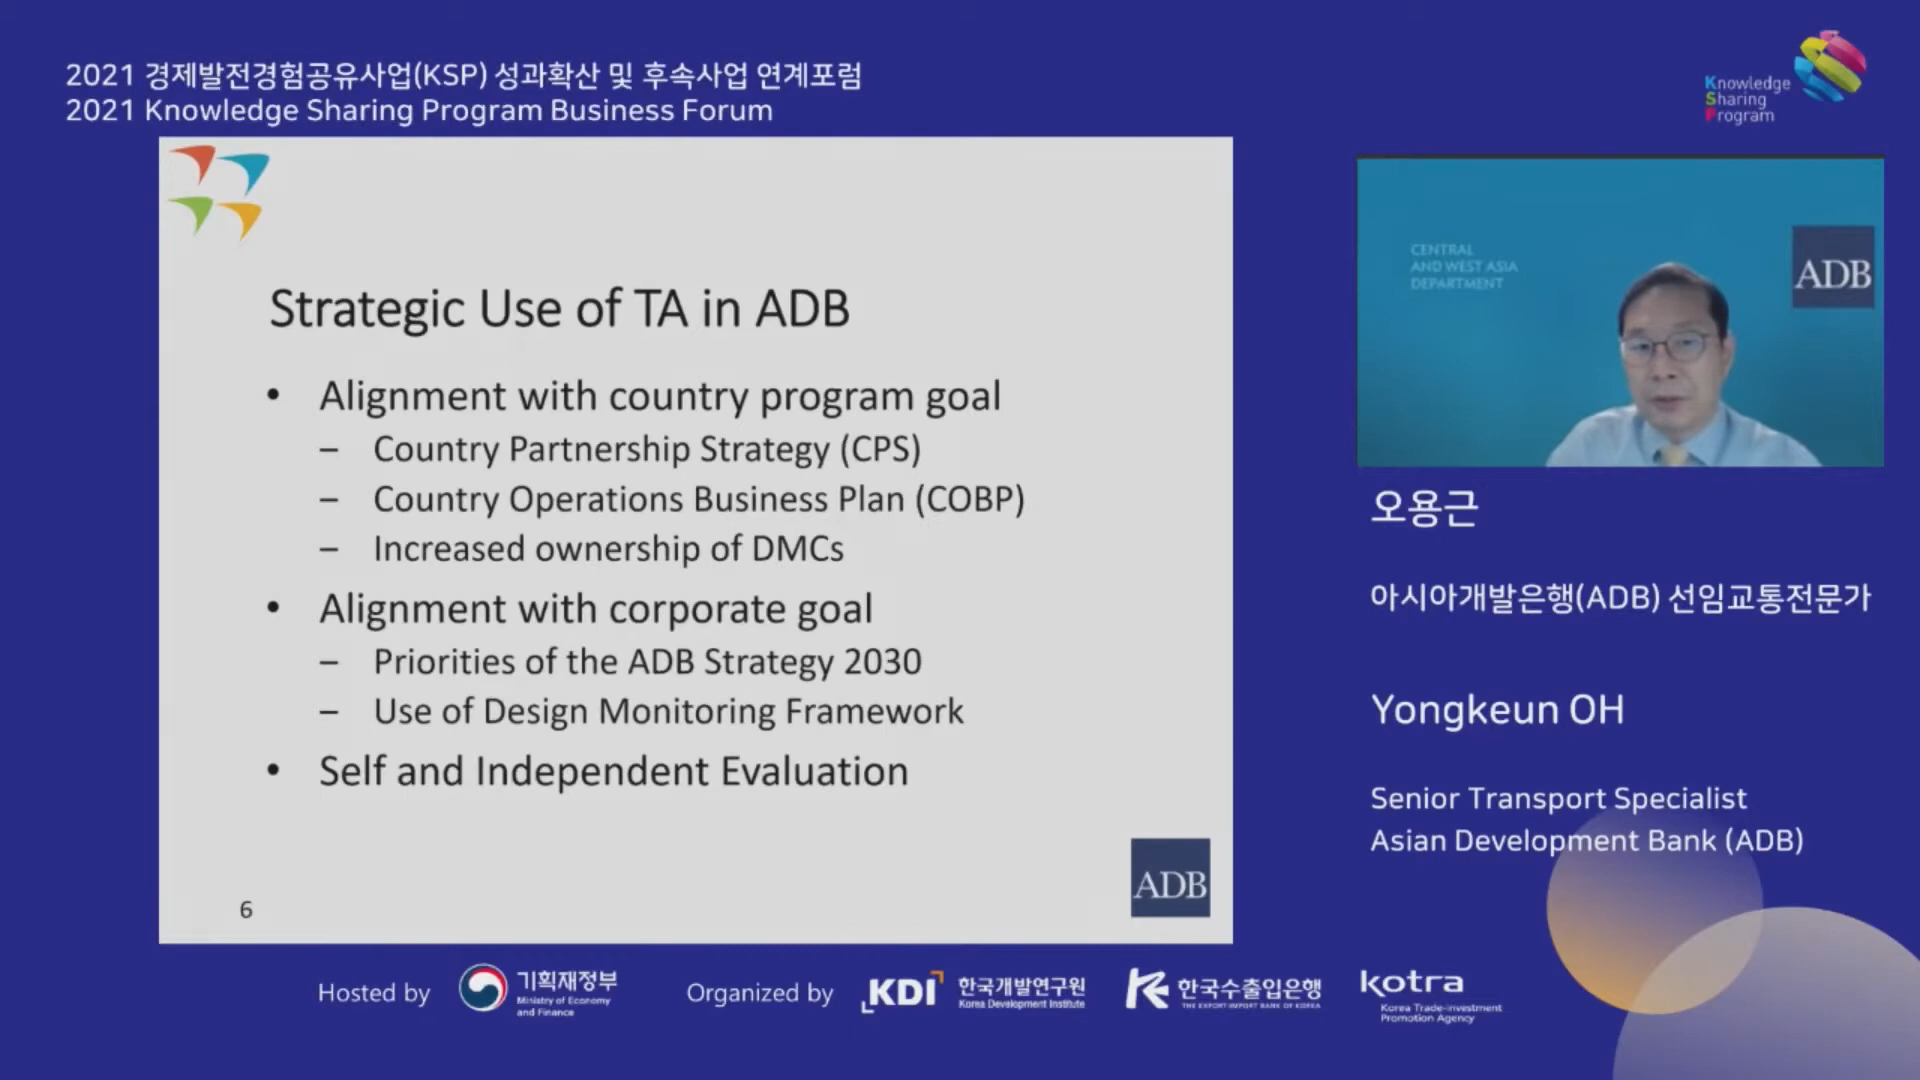 2021 경제발전경험공유사업(KSP) 성과확산 및 후속사업 연계포럼
2021 Knowledge Sharing Program Business Forum
Knowledge
Sharing
Program
Strategic Use of TA in ADB
• Alignment with country program goal
– Country Partnership Strategy (CPS)
– Country Operations Business Plan (COBP)
– Increased ownership of DMCs
• Alignment with corporate goal
– Priorities of the ADB Strategy 2030
– Use of Design Monitoring Framework
• Self and Independent Evaluation
6
ADB
CENTRAL
AND WEST ASIA
DEPARTMENT
ADB
오용근
아시아개발은행(ADB) 선임교통전문가
Yongkeun OH
Senior Transport Specialist
Asian Development Bank (ADB)
Hosted by
기획재정부
Ministry of Economy
and Finance
Organized by
KDI
한국개발연구원
Korea Development Institute
한국수출입은행
THE EXPORT-IMPORT BANK OF KOREA
kotra
Korea Trade-Investment
Promotion Agency